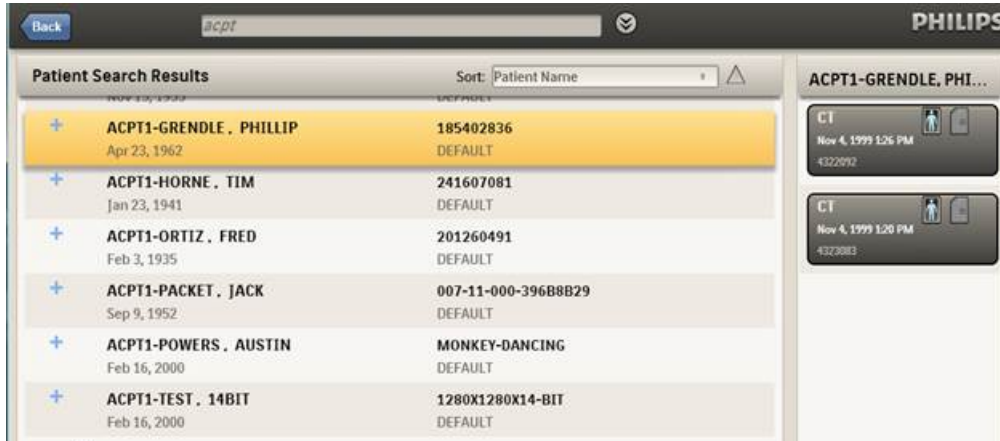 Back
acpt
PHILIPS
Patient Search Results
Sort: Patient Name
ACPT1-GRENDLE, PHI...
Nov 15, 1955
DEFAULT
ACPT1-GRENDLE , PHILLIP
185402836
Apr 23, 1962
DEFAULT
ACPT1-HORNE , TIM
241607081
Jan 23, 1941
DEFAULT
ACPT1-ORTIZ , FRED
201260491
Feb 3, 1935
DEFAULT
ACPT1-PACKET , JACK
007-11-000-396B8B29
Sep 9, 1952
DEFAULT
ACPT1-POWERS , AUSTIN
MONKEY-DANCING
Feb 16, 2000
DEFAULT
ACPT1-TEST , 14BIT
1280X1280X14-BIT
Feb 16, 2000
DEFAULT
CT
Nov 4, 1999 1:26 PM
4322092
CT
Nov 4, 1999 1:20 PM
4323083